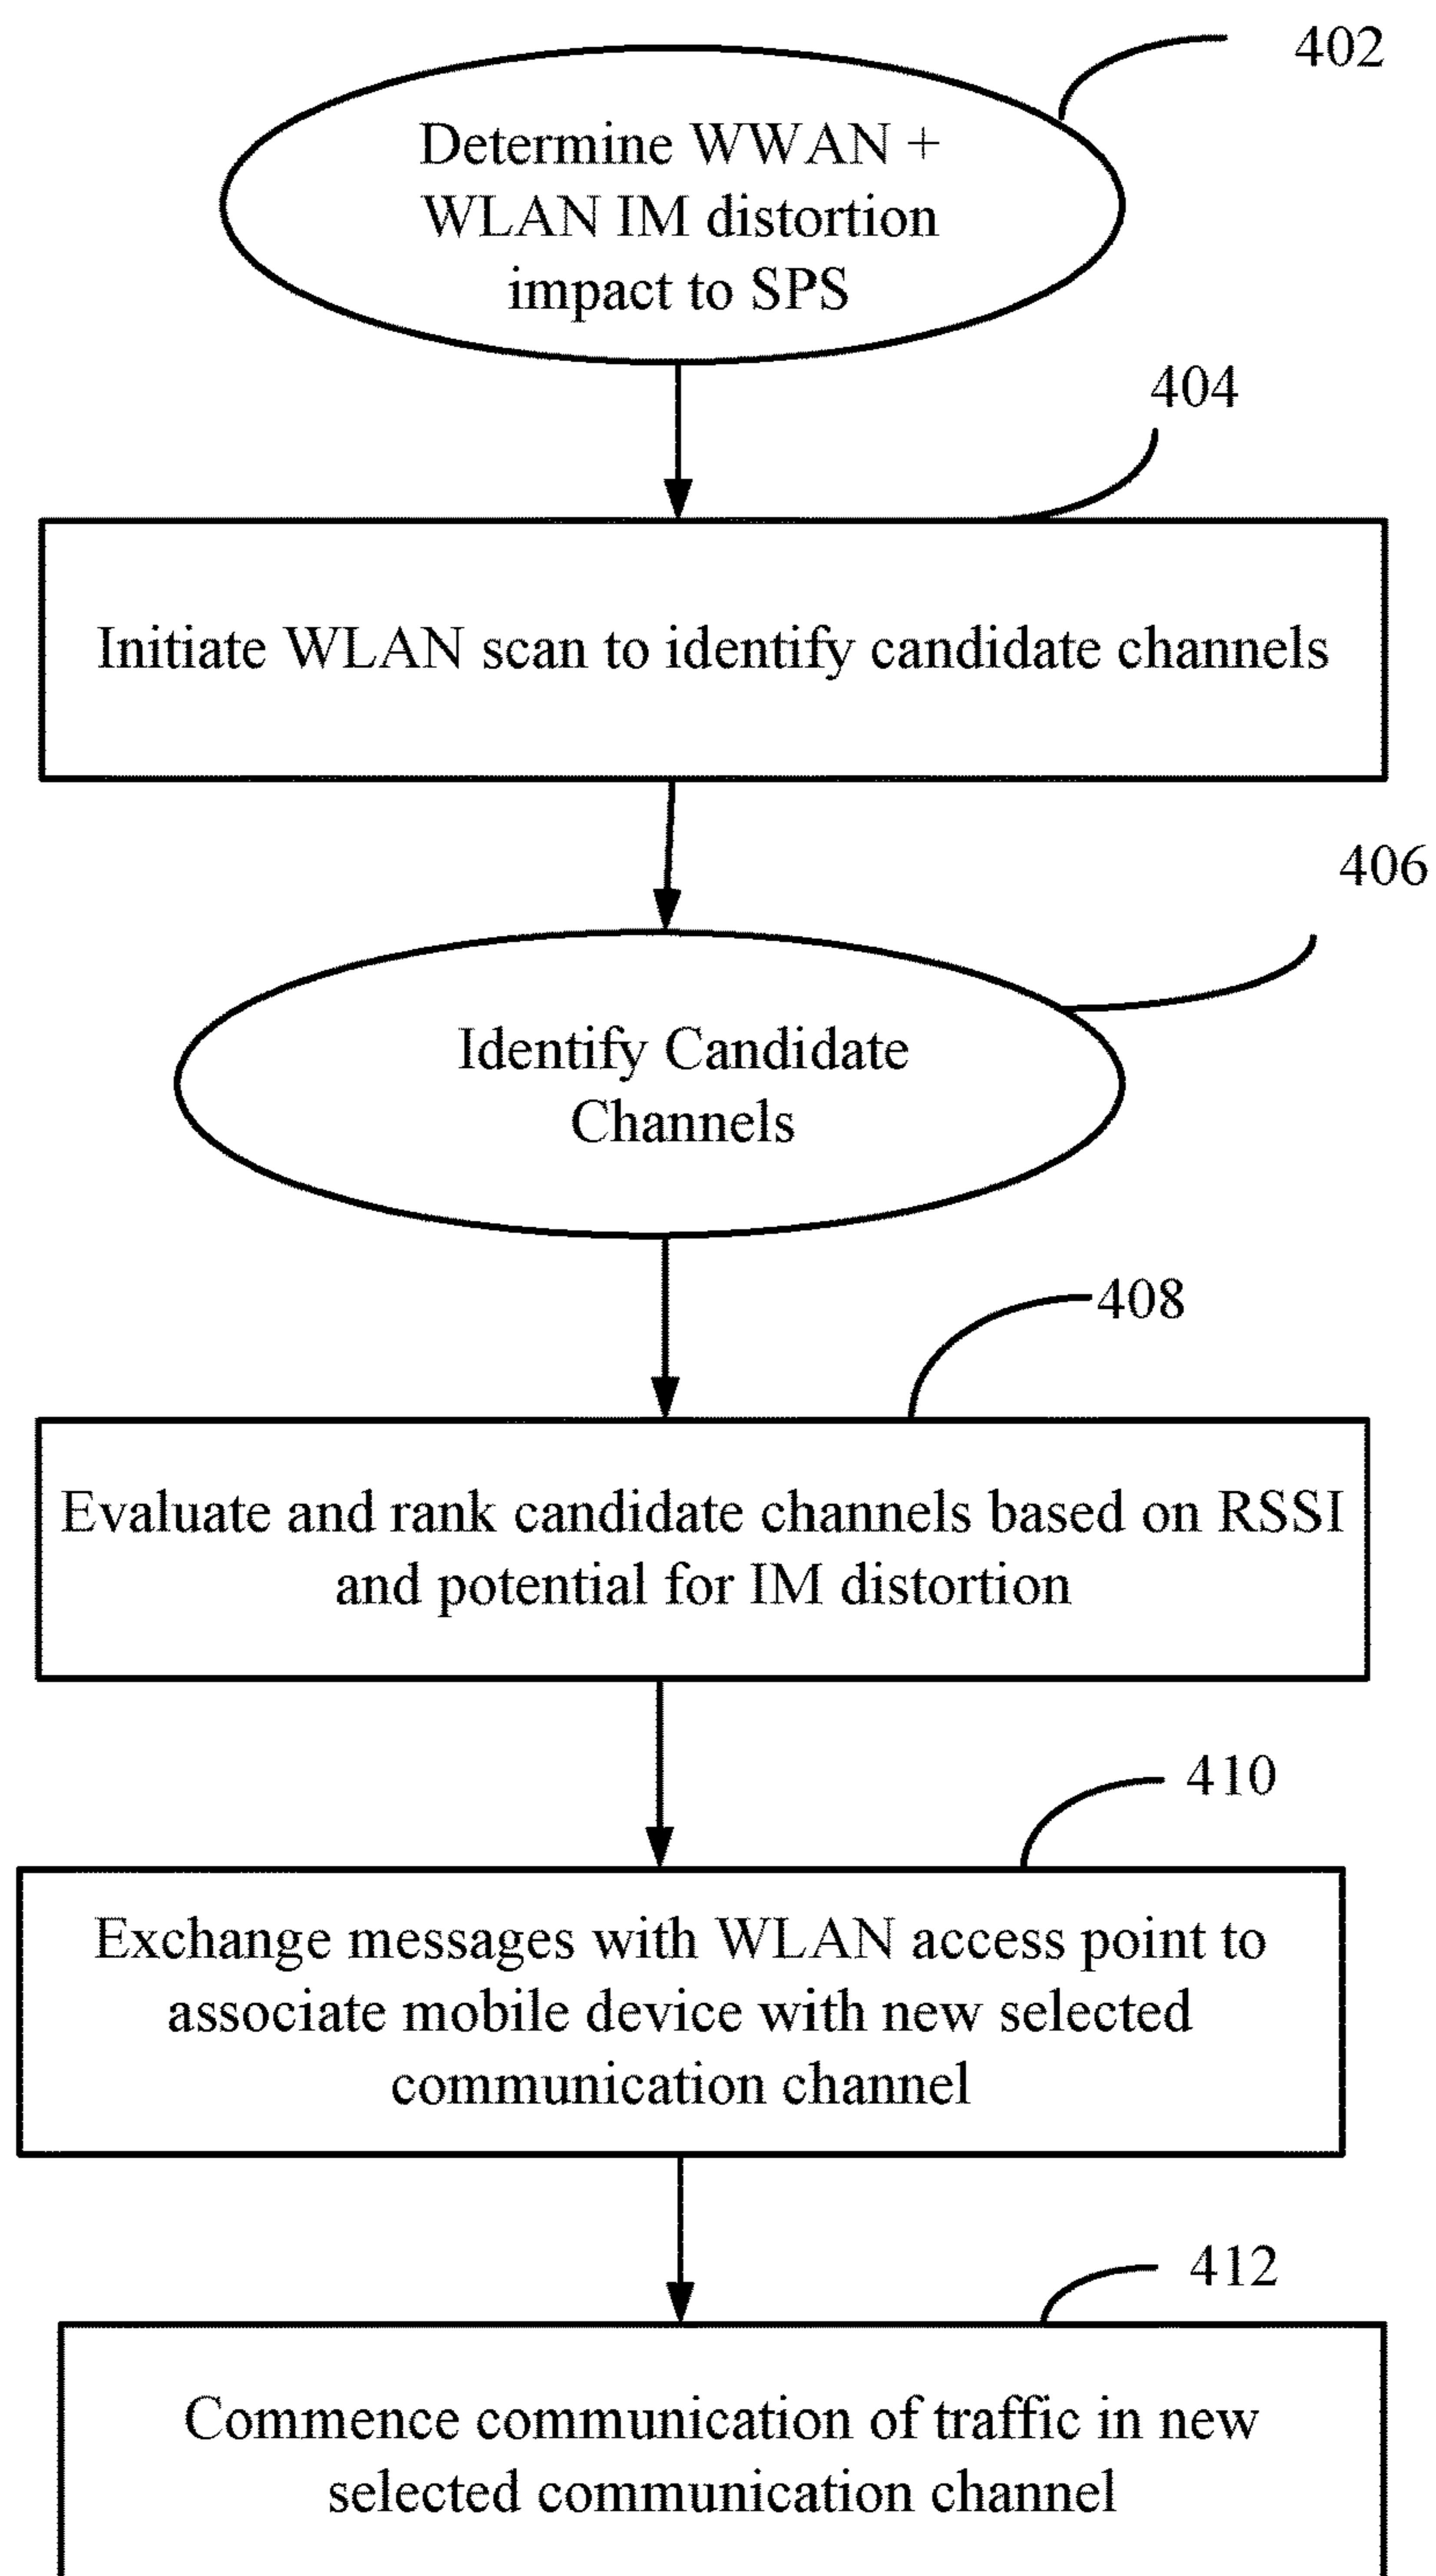 402
Determine WWAN +
WLAN IM distortion
impact to SPS
404
Initiate WLAN scan to identify candidate channels
406
Identify Candidate
Channels
408
Evaluate and rank candidate channels based on RSSI
and potential for IM distortion
410
Exchange messages with WLAN access point to
associate mobile device with new selected
communication channel
412
Commence communication of traffic in new
selected communication channel